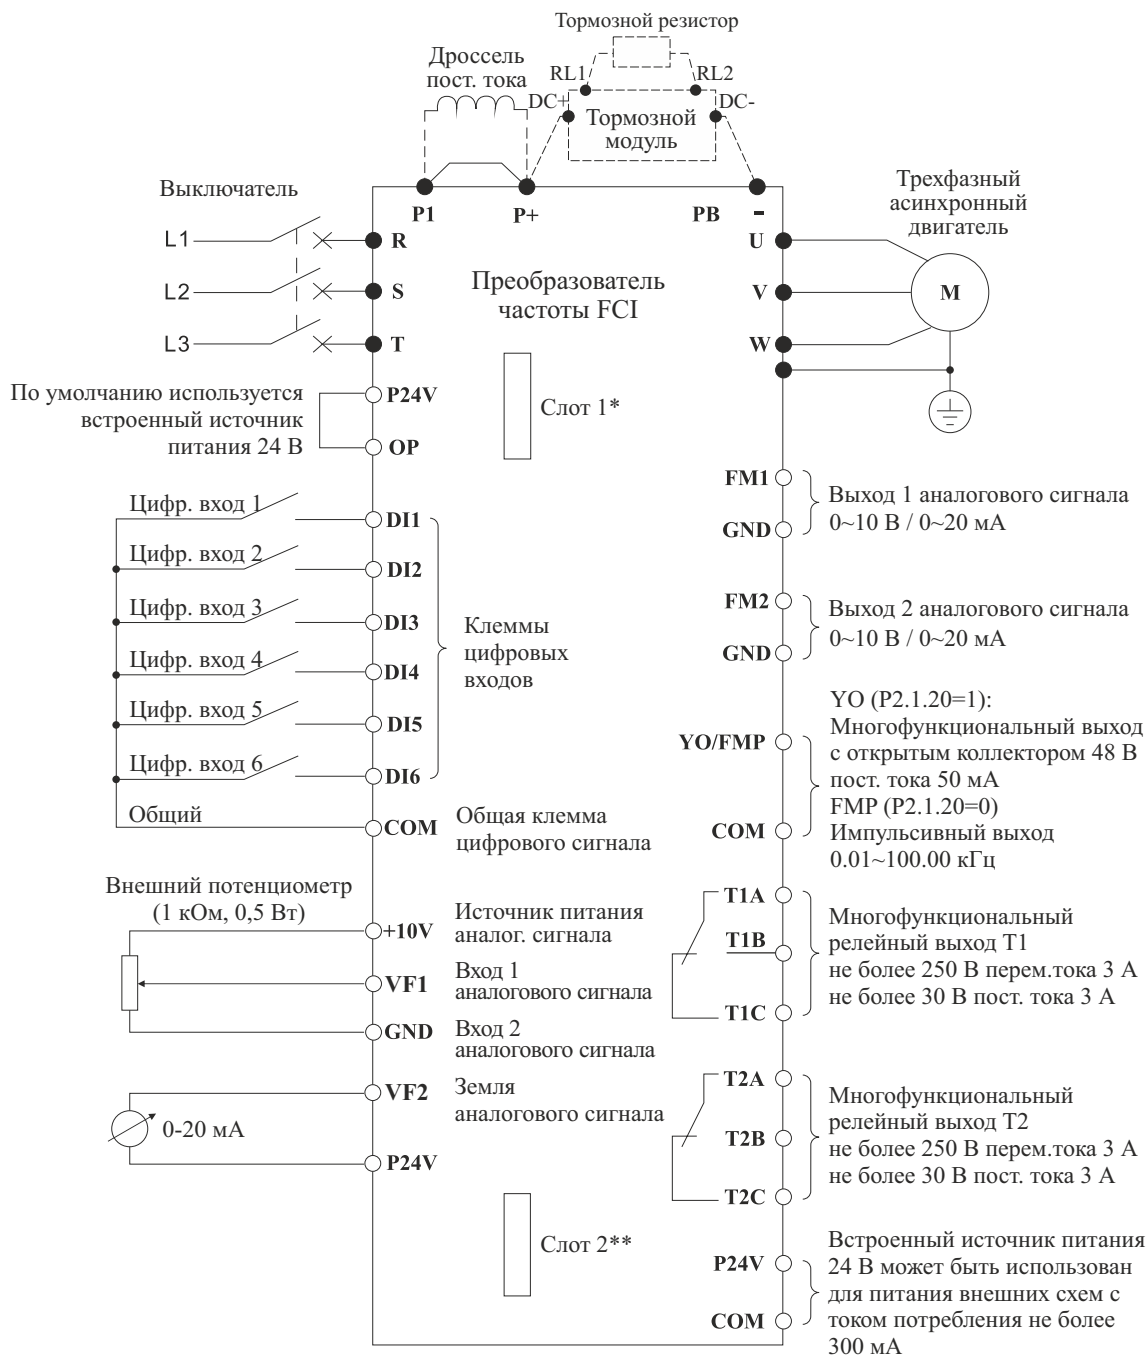 Тормозной резистор
Дроссель
пост. тока
RL1
RL2
DC+
DC-
Тормозной
модуль
Выключатель
P1
P+
PB
-
Трехфазный
асинхронный
двигатель
L1
R
U
L2
S
Преобразователь
частоты FCI
V
M
L3
T
W
По умолчанию используется
встроенный источник
питания 24 В
P24V
OP
Слот 1*
FM1
GND
Выход 1 аналогового сигнала
0~10 В / 0~20 мА
Цифр. вход 1
DI1
Цифр. вход 2
DI2
Цифр. вход 3
DI3
Цифр. вход 4
DI4
Цифр. вход 5
DI5
Цифр. вход 6
DI6
Клеммы
цифровых
входов
FM2
GND
Выход 2 аналогового сигнала
0~10 В / 0~20 мА
YO/FMP
COM
YO (P2.1.20=1):
Многофункциональный выход
с открытым коллектором 48 В
пост. тока 50 мА
FMP (P2.1.20=0)
Импульсивный выход
0.01~100.00 кГц
Общий
COM
Общая клемма
цифрового сигнала
Внешний потенциометр
(1 кОм, 0,5 Вт)
+10V
Источник питания
аналог. сигнала
VF1
Вход 1
аналогового сигнала
GND
Вход 2
аналогового сигнала
T1A
T1B
T1C
Многофункциональный
релейный выход T1
не более 250 В перем.тока 3 А
не более 30 В пост. тока 3 А
VF2
Земля
аналогового сигнала
0-20 мА
P24V
T2A
T2B
T2C
Многофункциональный
релейный выход T2
не более 250 В перем.тока 3 А
не более 30 В пост. тока 3 А
Слот 2**
P24V
COM
Встроенный источник питания
24 В может быть использован
для питания внешних схем с
током потребления не более
300 мА